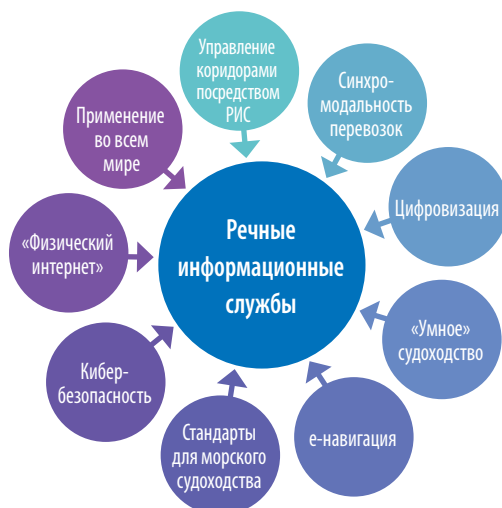 Управление
коридорами
посредством
РИС
Синхро-
модальность
перевозок
Цифровизация
«Умное»
судоходство
е-навигация
Стандарты
для морского
судоходства
Кибер-
безопасность
«Физический
интернет»
Применение
во всем
мире
Речные
информационные
службы